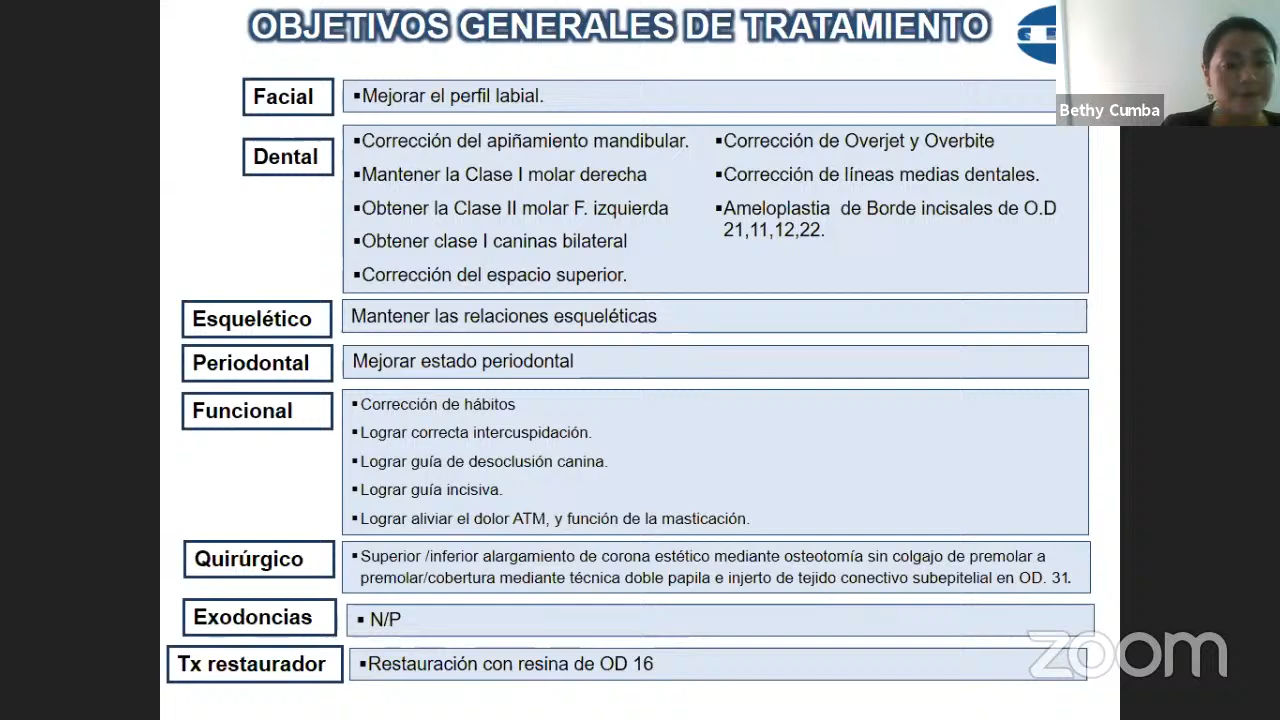 OBJETIVOS GENERALES DE TRATAMIENTO
Bethy Cumba
Facial
▪Mejorar el perfil labial.
Dental
▪Corrección del apiñamiento mandibular.
▪Mantener la Clase I molar derecha
▪Obtener la Clase II molar F. izquierda
▪Obtener clase I caninas bilateral
▪Corrección del espacio superior.
▪Corrección de Overjet y Overbite
▪Corrección de líneas medias dentales.
▪Ameloplastia de Borde incisales de O.D
21,11,12,22.
Esquelético
Mantener las relaciones esqueléticas
Periodontal
Mejorar estado periodontal
Funcional
▪Corrección de hábitos
▪Lograr correcta intercuspidación.
▪Lograr guía de desoclusión canina.
▪Lograr guía incisiva.
▪Lograr aliviar el dolor ATM, y función de la masticación.
Quirúrgico
▪Superior /inferior alargamiento de corona estético mediante osteotomía sin colgajo de premolar a
premolar/cobertura mediante técnica doble papila e injerto de tejido conectivo subepitelial en OD. 31.
Exodoncias
▪ N/P
Tx restaurador
▪Restauración con resina de OD 16
zoom